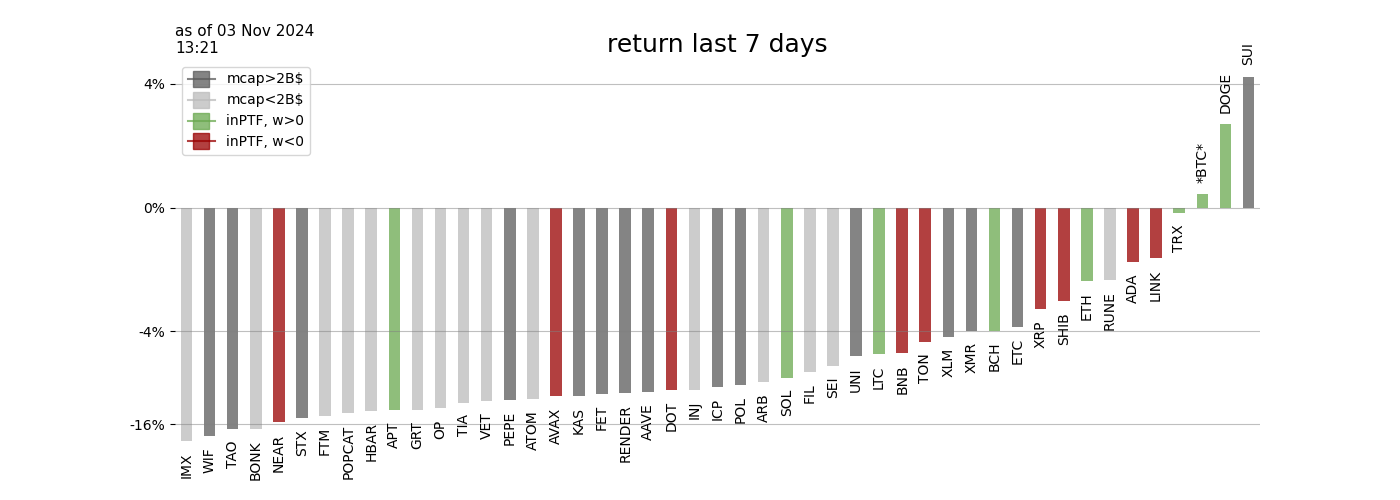 as of 03 Nov 2024
13:21
return last 7 days
mcap>2B$
mcap<2B$
inPTF, w>0
inPTF, w<0
4%
0%
-4%
-16%
IMX
WIF
TAO
BONK
NEAR
STX
FTM
POPCAT
HBAR
APT
GRT
OP
TIA
VET
PEPE
ATOM
AVAX
KAS
FET
RENDER
AAVE
DOT
INJ
ICP
POL
ARB
SOL
FIL
SEI
UNI
LTC
BNB
TON
XLM
XMR
BCH
ETC
XRP
SHIB
ETH
RUNE
ADA
LINK
TRX
*BTC*
DOGE
SUI